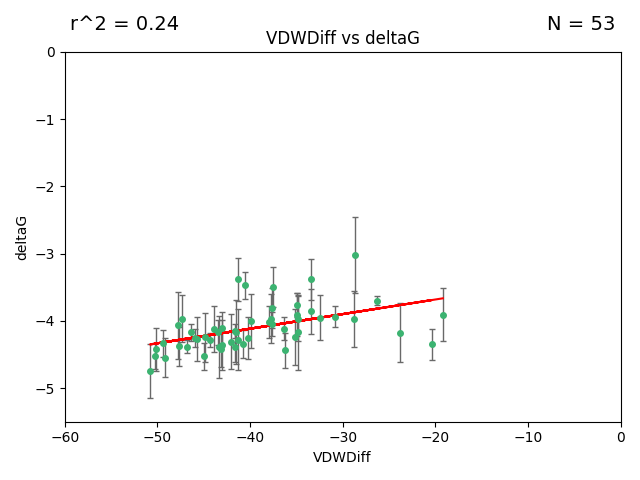 r^2 = 0.24
N = 53
VDWDiff vs deltaG
0
−1
−2
−3
−4
−5
deltaG
−60 −50 −40 −30 −20 −10 0
VDWDiff